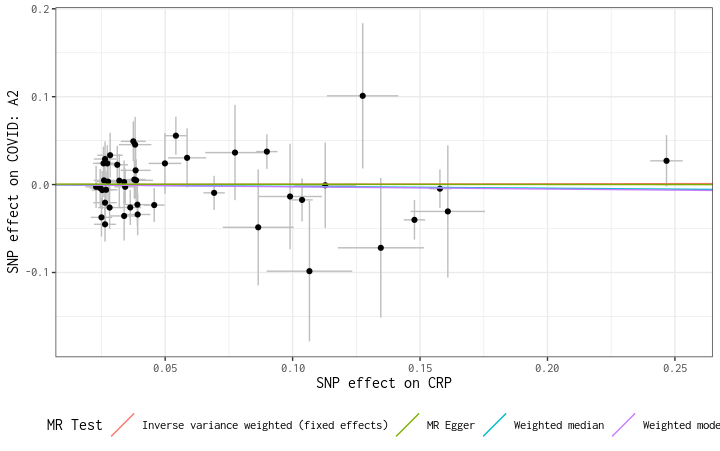 0.2
0.1
0.0
-0.1
SNP effect on COVID: A2
0.05 0.10 0.15 0.20 0.25
SNP effect on CRP
MR Test Inverse variance weighted (fixed effects) MR Egger Weighted median Weighted mode